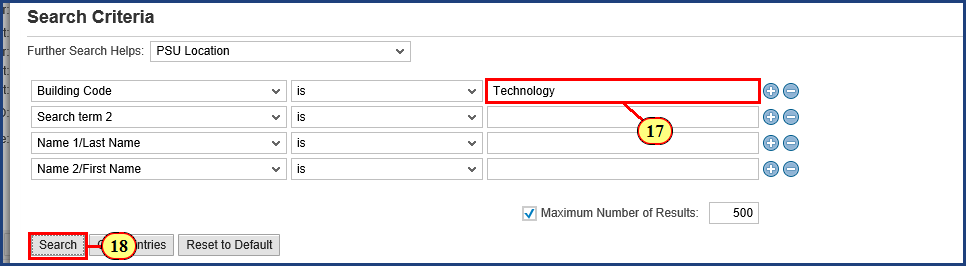 Search Criteria
Further Search Helps: PSU Location
Building Code is Technology
Search term 2 is
17
Name 1/Last Name is
Name 2/First Name is
Maximum Number of Results: 500
Search 18 ntries Reset to Default